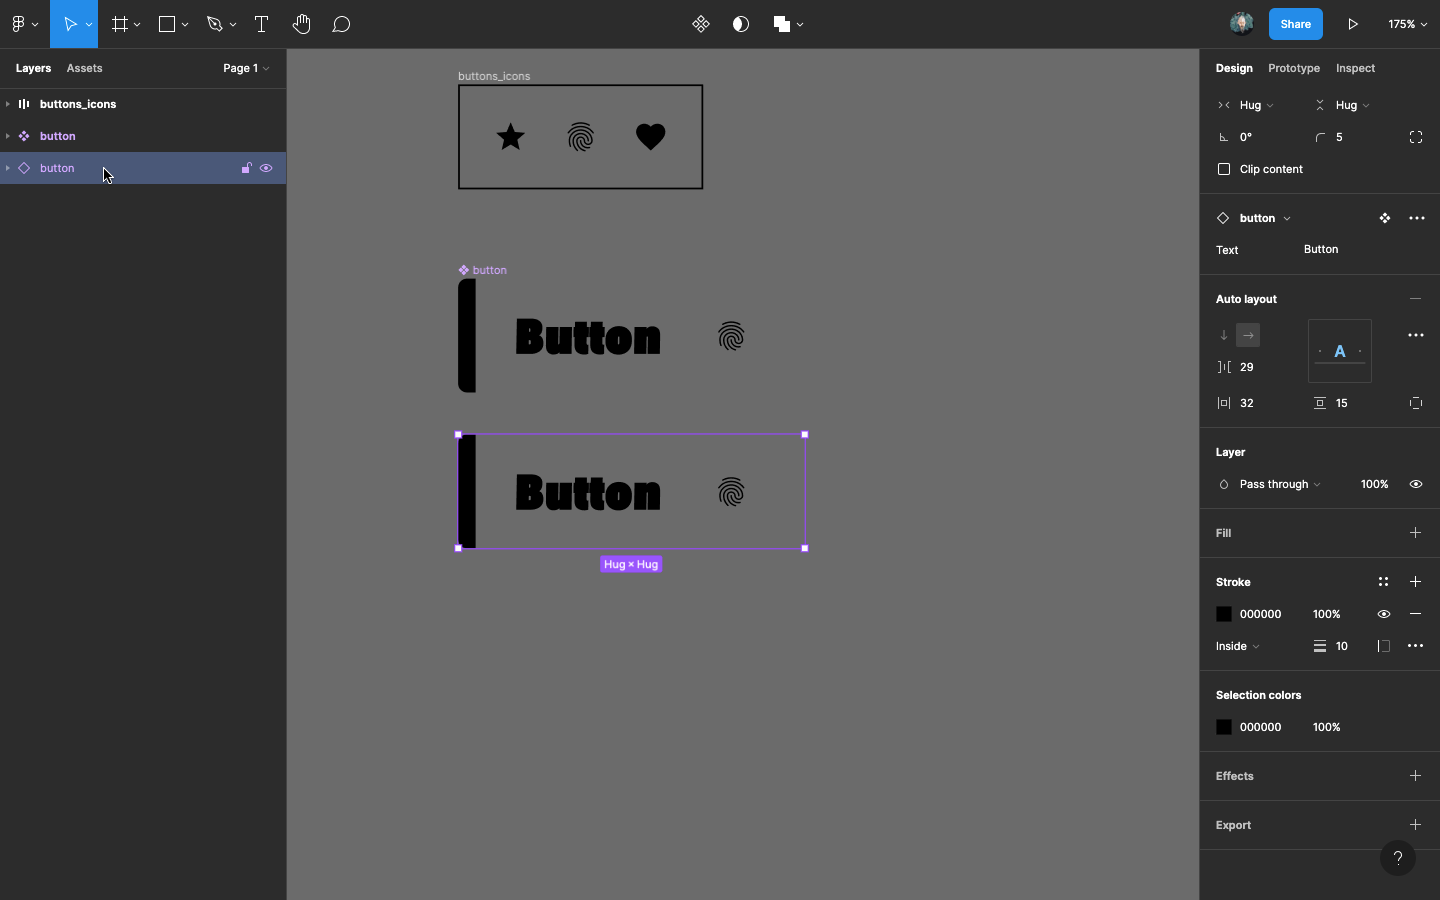 Share
175%
Layers
Assets
Page 1
buttons_icons
button
button
buttons_icons
button
Button
Button
Hug × Hug
Design
Prototype
Inspect
Hug
Hug
0°
5
Clip content
button
Text
Button
Auto layout
A
29
32
15
Layer
Pass through
100%
Fill
Stroke
000000
100%
Inside
10
Selection colors
000000
100%
Effects
Export
?